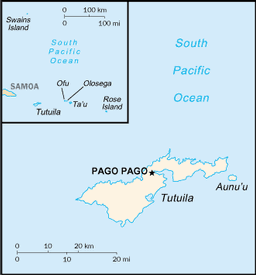 0 100 km
0 100 mi
Swains
Island
South
Pacific
Ocean
SAMOA
Ofu
Olosega
Tutuila
Ta'u
Rose
Island
South
Pacific
Ocean
PAGO PAGO
Aunu'u
Tutuila
0 10 20 km
0 10 20 mi